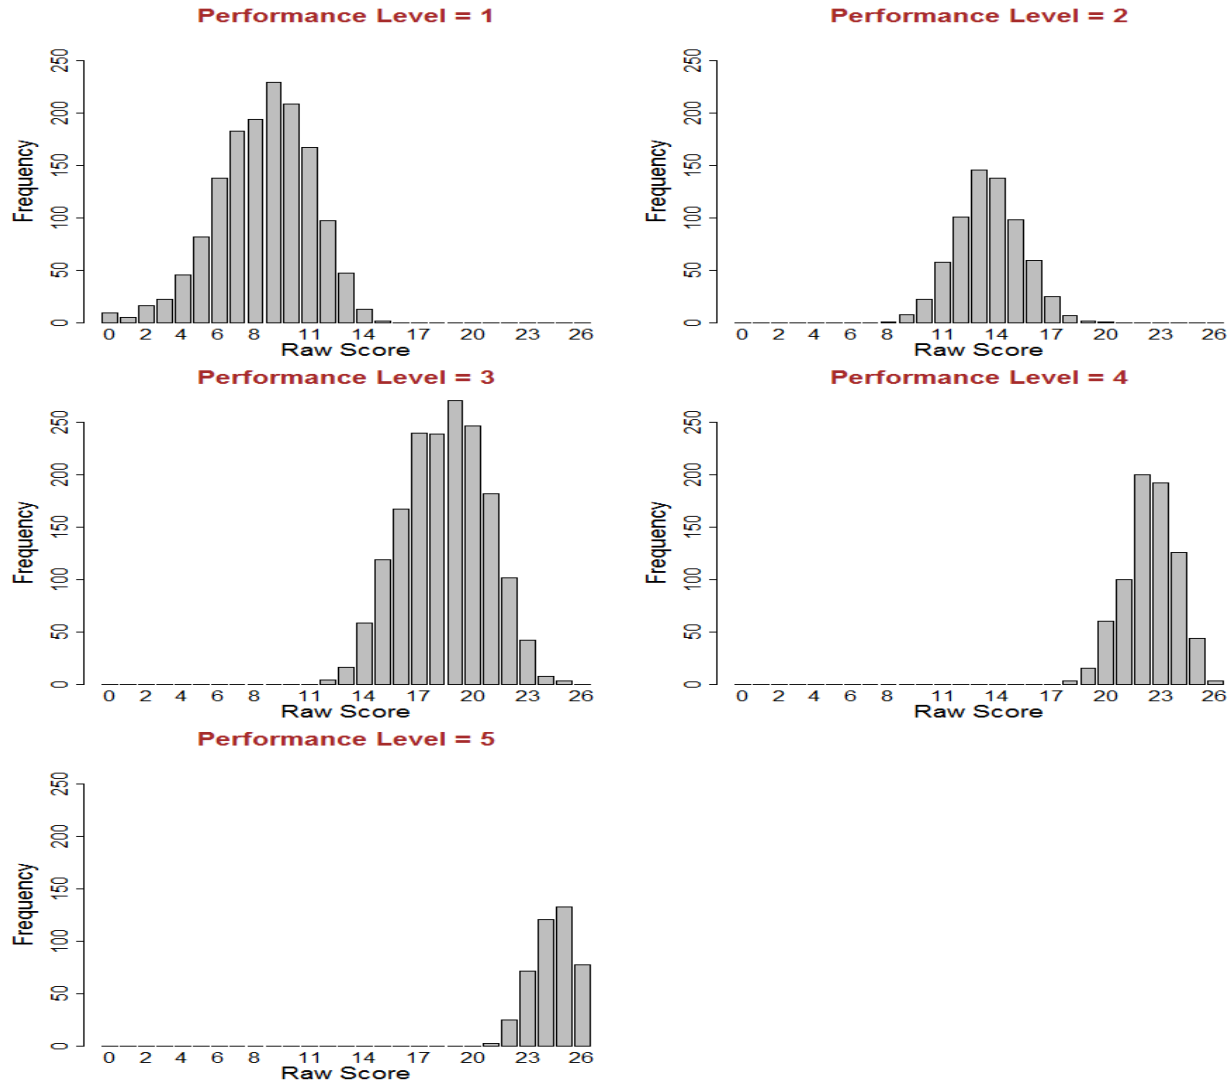 Performance Level = 1
250
200
150
100
50
0
Frequency
0 2 4 6 8 11 14 17 20 23 26
Raw Score
Performance Level = 2
250
200
150
100
50
0
Frequency
0 2 4 6 8 11 14 17 20 23 26
Raw Score
Performance Level = 3
250
200
150
100
50
0
Frequency
0 2 4 6 8 11 14 17 20 23 26
Raw Score
Performance Level = 4
250
200
150
100
50
0
Frequency
0 2 4 6 8 11 14 17 20 23 26
Raw Score
Performance Level = 5
250
200
150
100
50
0
Frequency
0 2 4 6 8 11 14 17 20 23 26
Raw Score